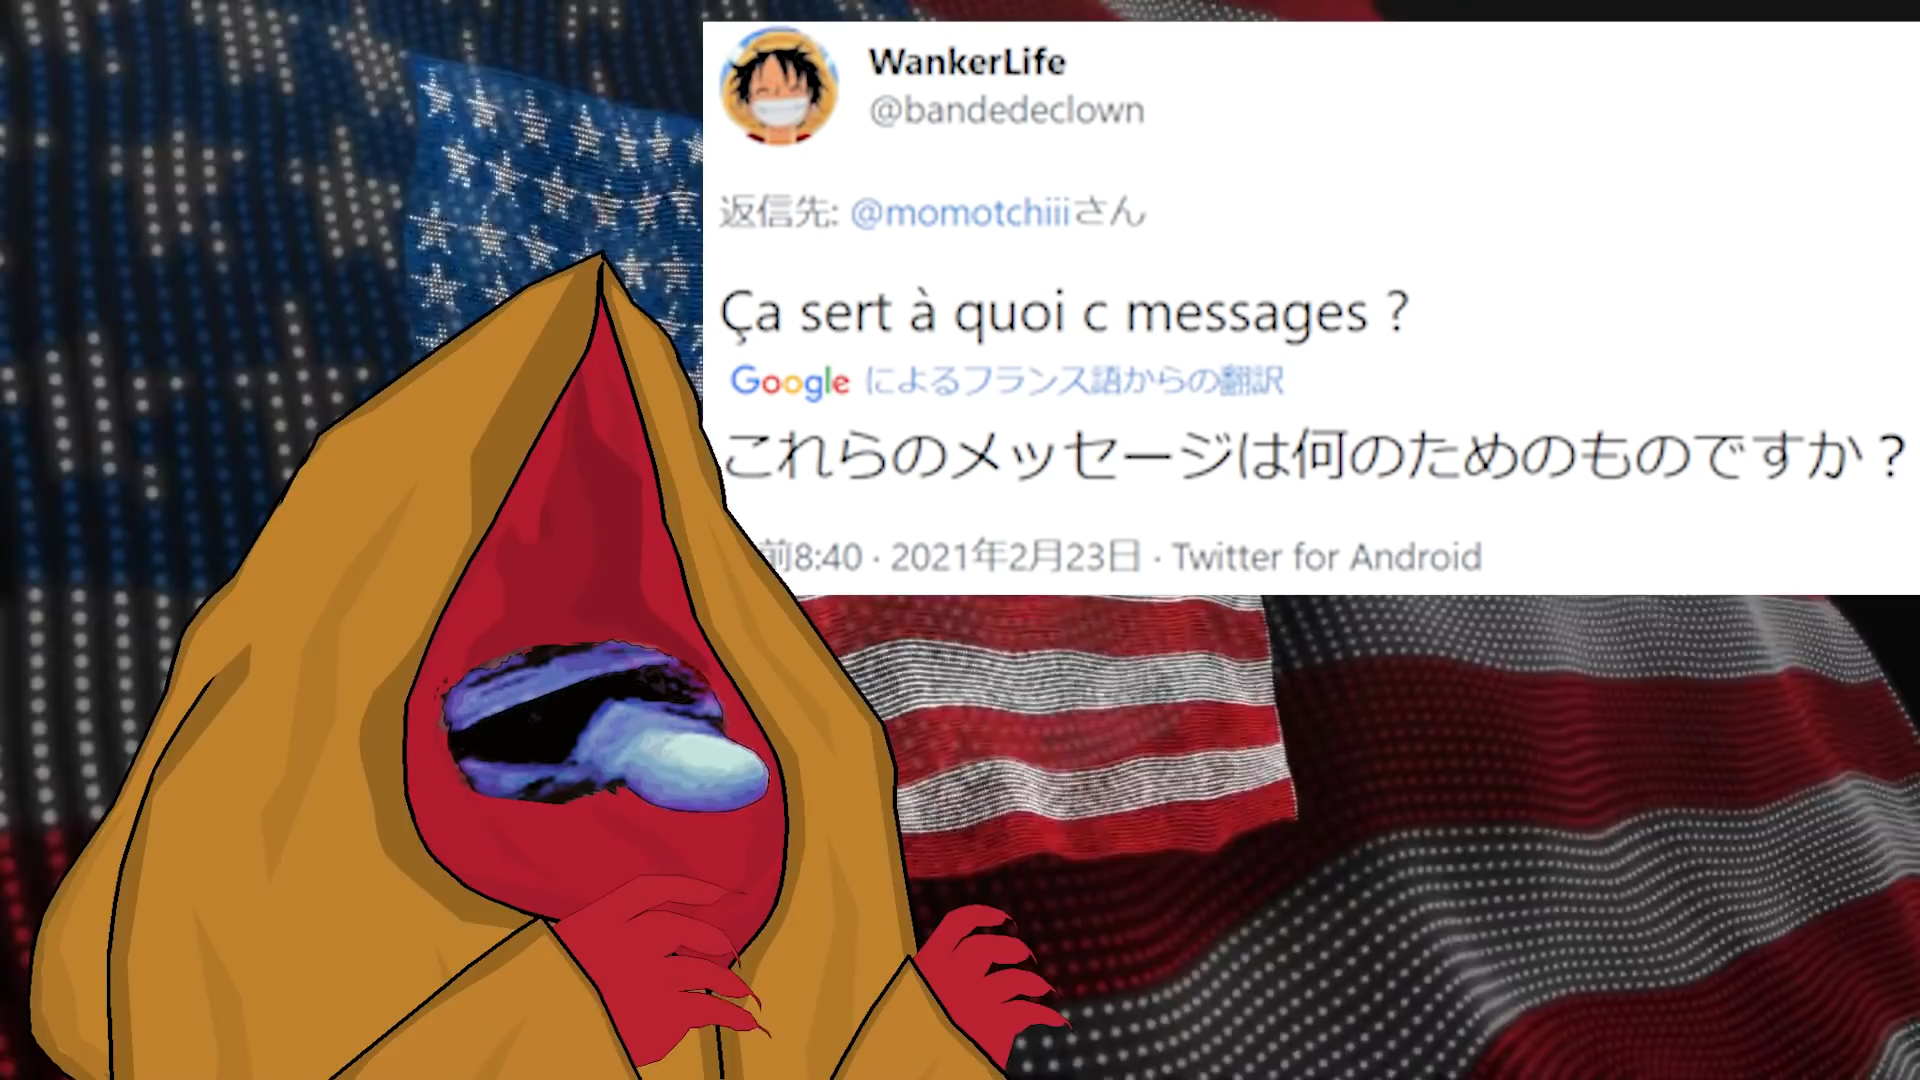 WankerLife
@bandedeclown
返信先: @momotchiiiさん
Ça sert à quoi c messages ?
Google によるフランス語からの翻訳
これらのメッセージは何のためのものですか？
前8:40 · 2021年2月23日 · Twitter for Android